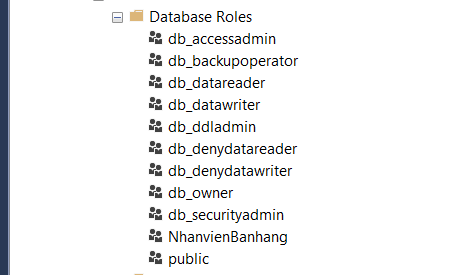 Database Roles
db_accessadmin
db_backupoperator
db_datareader
db_datawriter
db_ddladmin
db_denydatareader
db_denydatawriter
db_owner
db_securityadmin
NhanvienBanhang
public